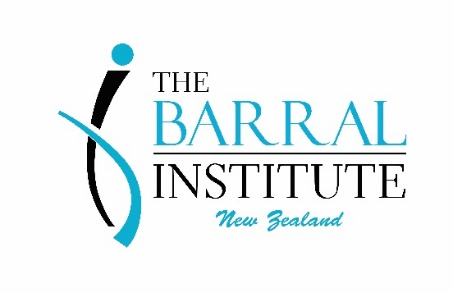 THE
BARRAL
INSTITUTE
New Zealand